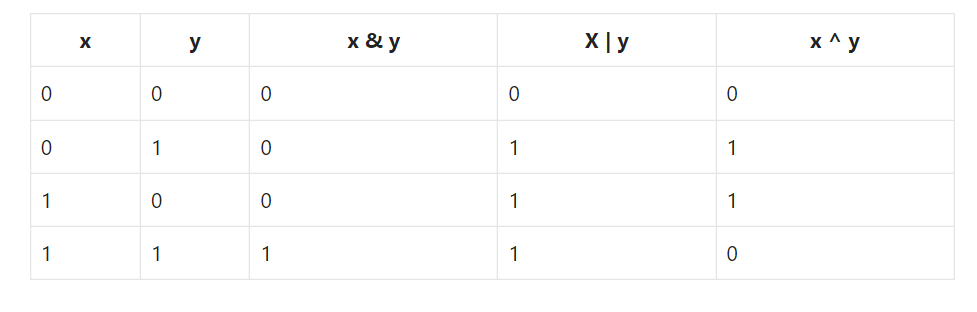 x y x & y X | y x ^ y
0 0 0 0 0
0 1 0 1 1
1 0 0 1 1
1 1 1 1 0